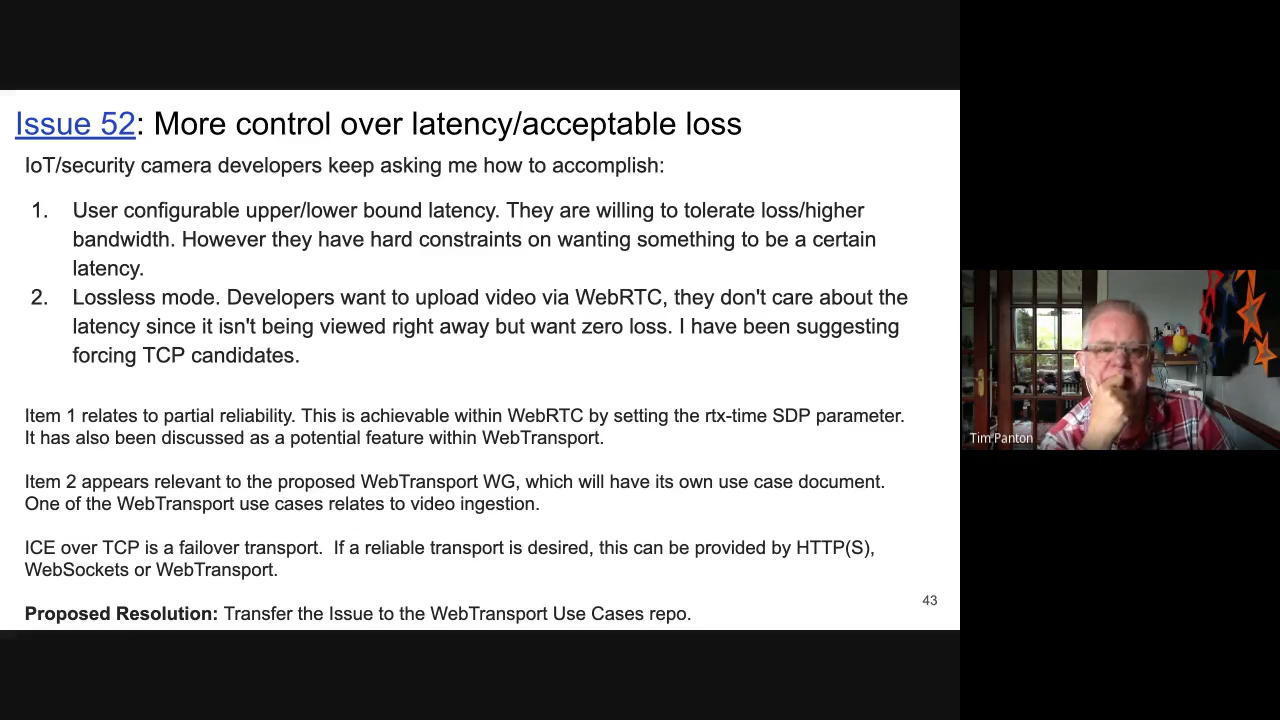 Issue 52: More control over latency/acceptable loss
IoT/security camera developers keep asking me how to accomplish:
1. User configurable upper/lower bound latency. They are willing to tolerate loss/higher
bandwidth. However they have hard constraints on wanting something to be a certain
latency.
2. Lossless mode. Developers want to upload video via WebRTC, they don't care about the
latency since it isn't being viewed right away but want zero loss. I have been suggesting
forcing TCP candidates.
Item 1 relates to partial reliability. This is achievable within WebRTC by setting the rtx-time SDP parameter.
It has also been discussed as a potential feature within WebTransport.
Item 2 appears relevant to the proposed WebTransport WG, which will have its own use case document.
One of the WebTransport use cases relates to video ingestion.
ICE over TCP is a failover transport.  If a reliable transport is desired, this can be provided by HTTP(S),
WebSockets or WebTransport.
Proposed Resolution: Transfer the Issue to the WebTransport Use Cases repo.
43
Tim Panton